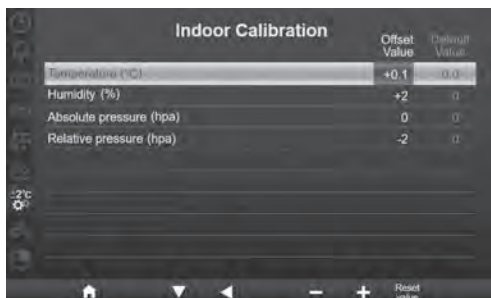 Indoor Calibration
Offset Value
Default Value
Temperature (°C) +0.1 0.0
Humidity (%) +2 0
Absolute pressure (hpa) 0 0
Relative pressure (hpa) -2 0
±2°C
− + Reset value